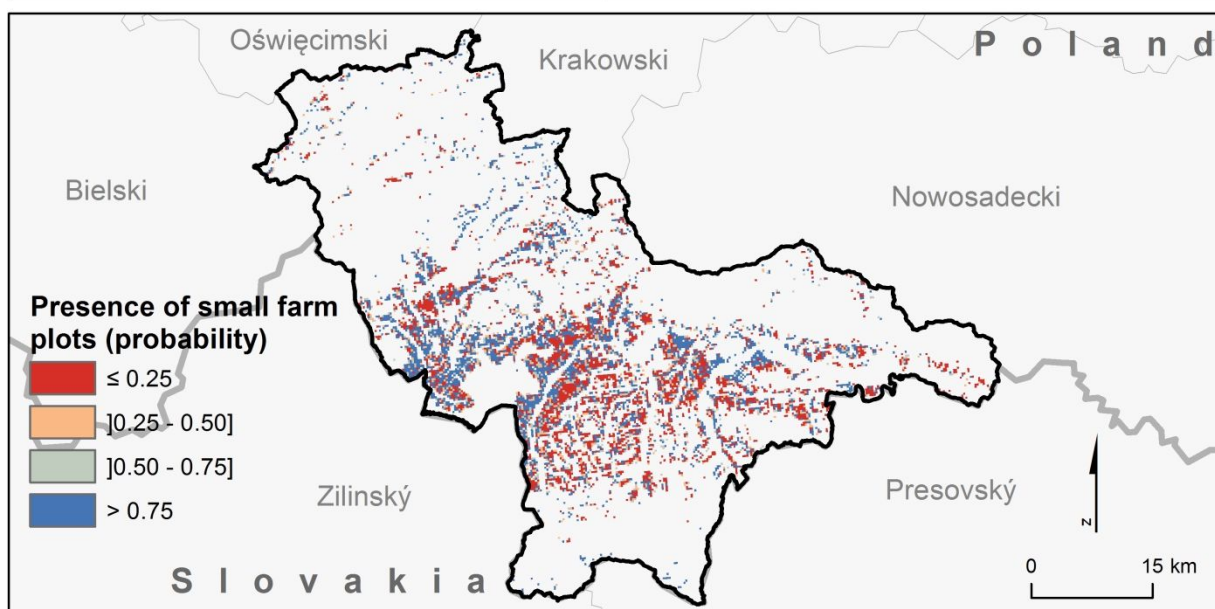 Oświęcimski
Krakowski
P o l a n d
Bielski
Nowosadecki
Presence of small farm
plots (probability)
≤ 0.25
]0.25 - 0.50]
]0.50 - 0.75]
> 0.75
Zilinský
Presovský
z
0 15 km
S l o v a k i a